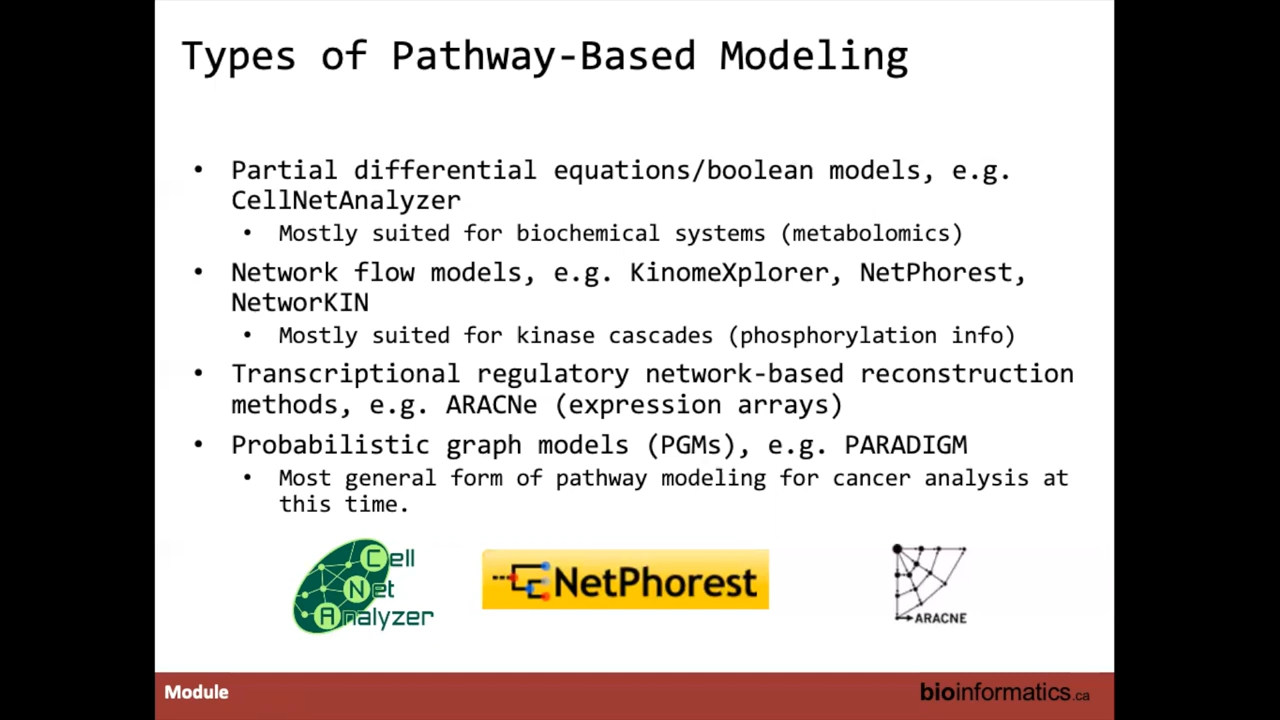 Types of Pathway-Based Modeling
• Partial differential equations/boolean models, e.g.
CellNetAnalyzer
• Mostly suited for biochemical systems (metabolomics)
• Network flow models, e.g. KinomeXplorer, NetPhorest,
NetworKIN
• Mostly suited for kinase cascades (phosphorylation info)
• Transcriptional regulatory network-based reconstruction
methods, e.g. ARACNe (expression arrays)
• Probabilistic graph models (PGMs), e.g. PARADIGM
• Most general form of pathway modeling for cancer analysis at
this time.
Cell
Net
Analyzer
NetPhorest
ARACNE
Module
bioinformatics.ca